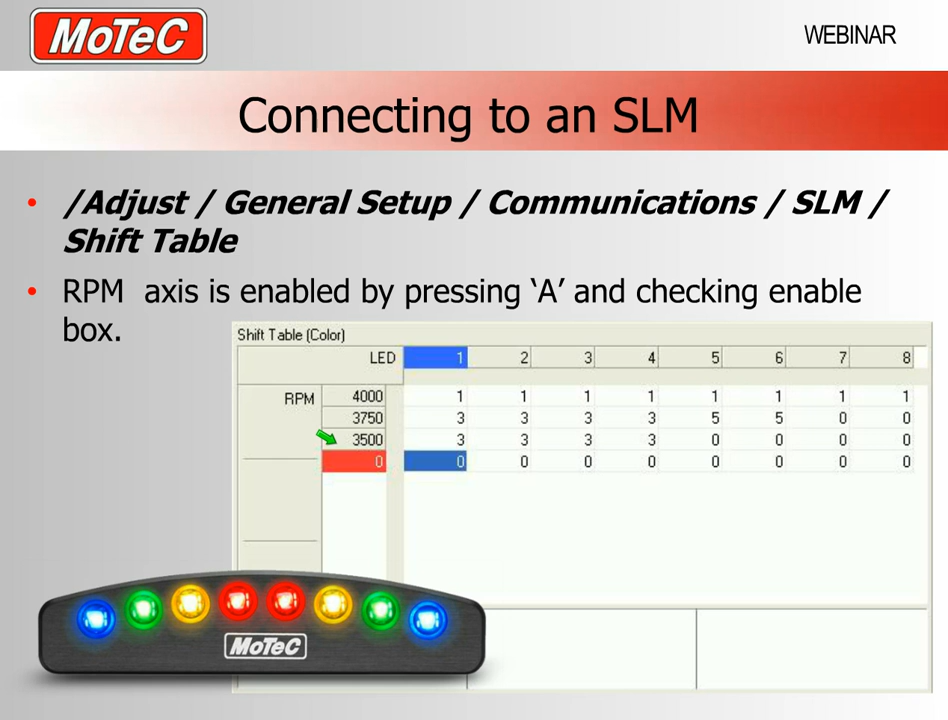 MoTeC
WEBINAR
Connecting to an SLM
• /Adjust / General Setup / Communications / SLM /
Shift Table
• RPM axis is enabled by pressing ‘A’ and checking enable
box.
Shift Table (Color)
LED 1 2 3 4 5 6 7 8
RPM 4000 1 1 1 1 1 1 1 1
3750 3 3 3 3 5 5 0 0
3500 3 3 3 3 0 0 0 0
0 0 0 0 0 0 0 0 0
MoTeC